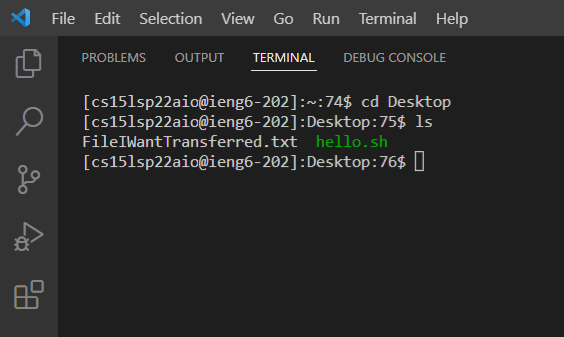 File Edit Selection View Go Run Terminal Help
PROBLEMS OUTPUT TERMINAL DEBUG CONSOLE
[cs15lsp22aio@ieng6-202]:~:74$ cd Desktop
[cs15lsp22aio@ieng6-202]:Desktop:75$ ls
FileIWantTransferred.txt  hello.sh
[cs15lsp22aio@ieng6-202]:Desktop:76$